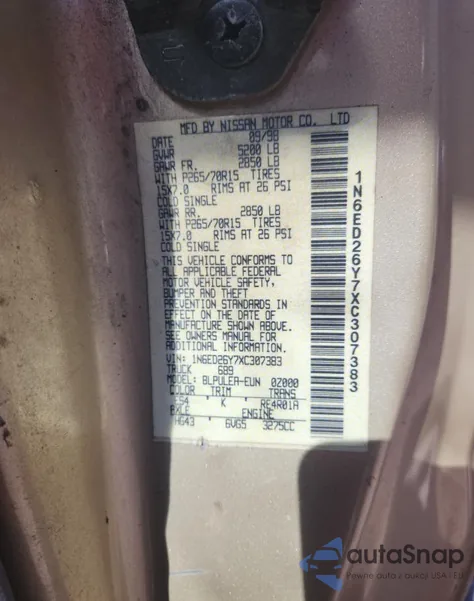 MFD BY NISSAN MOTOR CO. LTD
DATE 09/98
GVWR 5200 LB
GAWR FR. 2850 LB
WITH P265/70R15 TIRES
15X7.0 RIMS AT 26 PSI
COLD SINGLE
GAWR RR. 2850 LB
WITH P265/70R15 TIRES
15X7.0 RIMS AT 26 PSI
COLD SINGLE
THIS VEHICLE CONFORMS TO
ALL APPLICABLE FEDERAL
MOTOR VEHICLE SAFETY,
BUMPER AND THEFT
PREVENTION STANDARDS IN
EFFECT ON THE DATE OF
MANUFACTURE SHOWN ABOVE.
SEE OWNERS MANUAL FOR
ADDITIONAL INFORMATION.
VIN: 1N6ED26Y7XC307383
TRUCK 689
MODEL: BLPULEA-EUN 02000
COLOR TRIM TRANS
K RE4R01A
AXLE ENGINE
HG43 6VG5 3275CC
1N6ED26Y7XC307383
autaSnap